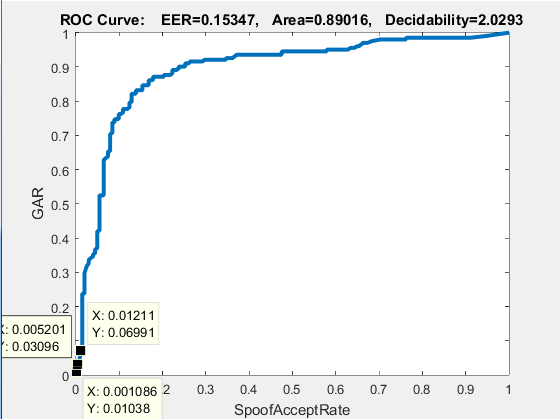 ROC Curve: EER=0.15347, Area=0.89016, Decidability=2.0293
1
0.9
0.8
0.7
0.6
0.5
0.4
0.3
0.2
0
GAR
X: 0.01211
Y: 0.06991
X: 0.005201
Y: 0.03096
X: 0.001086
Y: 0.01038
0 2 0.3 0.4 0.5 0.6 0.7 0.8 0.9 1
SpoofAcceptRate